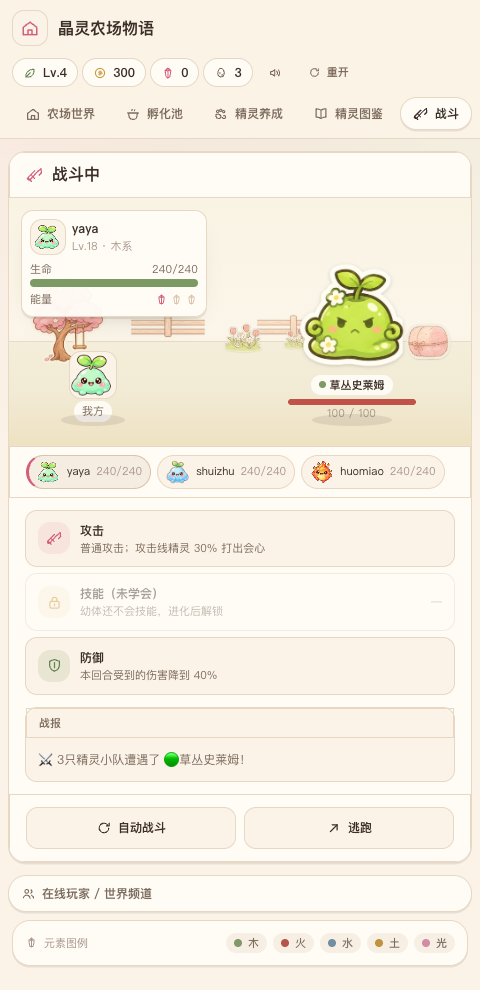 晶灵农场物语
Lv.4
300
0
3
重开
农场世界
孵化池
精灵养成
精灵图鉴
战斗
战斗中
yaya
Lv.18 · 木系
生命 240/240
能量
草丛史莱姆
100 / 100
我方
yaya 240/240
shuizhu 240/240
huomiao 240/240
攻击
普通攻击；攻击线精灵 30% 打出会心
技能（未学会）
幼体还不会技能，进化后解锁
—
防御
本回合受到的伤害降到 40%
战报
⚔️ 3只精灵小队遭遇了 🟢草丛史莱姆！
自动战斗
逃跑
在线玩家 / 世界频道
元素图例
木
火
水
土
光